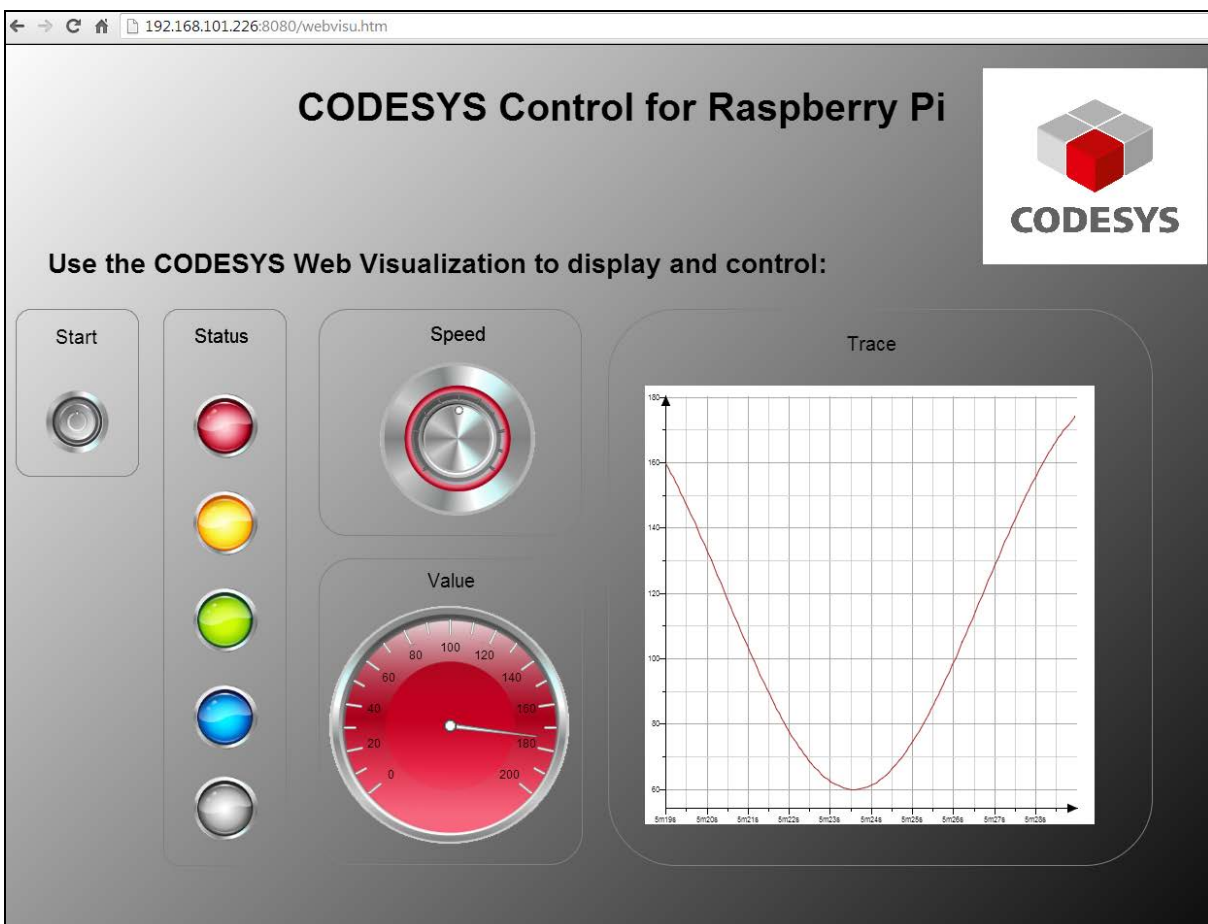 192.168.101.226:8080/webvisu.htm
CODESYS Control for Raspberry Pi
CODESYS
Use the CODESYS Web Visualization to display and control:
Start
Status
Speed
Trace
180
160
140
120
100
80
60
5m19s 5m20s 5m21s 5m22s 5m23s 5m24s 5m25s 5m26s 5m27s 5m28s
Value
0
20
40
60
80
100
120
140
160
180
200